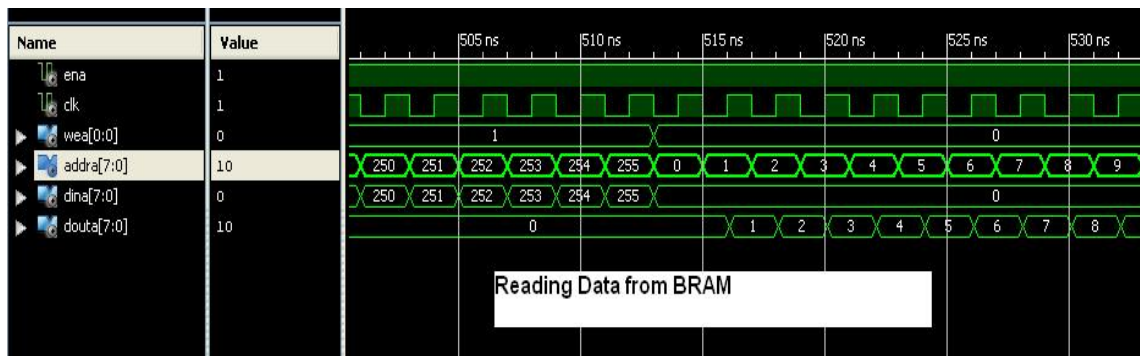 Name Value 505 ns 510 ns 515 ns 520 ns 525 ns 530 ns
ena 1
clk 1
wea[0:0] 0 1 0
addra[7:0] 10 250 251 252 253 254 255 0 1 2 3 4 5 6 7 8 9
dina[7:0] 0 250 251 252 253 254 255 0
douta[7:0] 10 0 1 2 3 4 5 6 7 8
Reading Data from BRAM